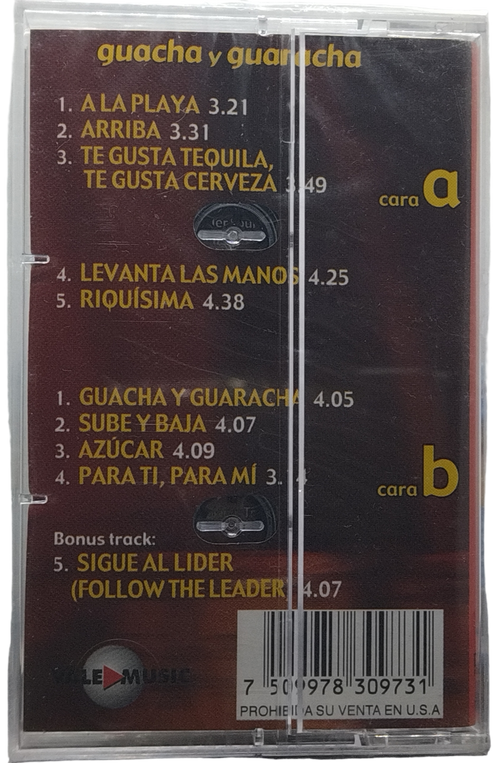 guacha y guaracha
1. A LA PLAYA 3.21
2. ARRIBA 3.31
3. TE GUSTA TEQUILA,
TE GUSTA CERVEZA 3.49
cara a
4. LEVANTA LAS MANOS 4.25
5. RIQUÍSIMA 4.38
1. GUACHA Y GUARACHA 4.05
2. SUBE Y BAJA 4.07
3. AZÚCAR 4.09
4. PARA TI, PARA MÍ 3.14
cara b
Bonus track:
5. SIGUE AL LIDER
(FOLLOW THE LEADER) 4.07
VALE MUSIC
7 509978 309731
PROHIBIDA SU VENTA EN U.S.A